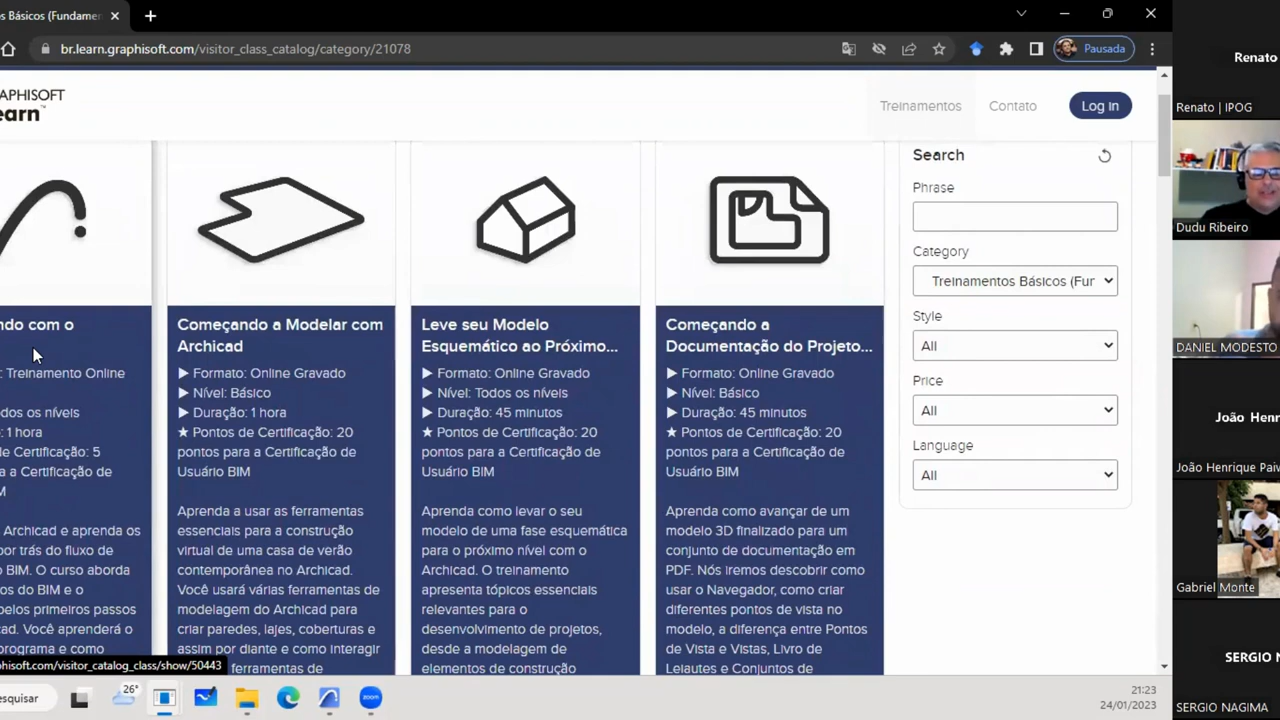 s Básicos (Fundamen
br.learn.graphisoft.com/visitor_class_catalog/category/21078
Pausada
APHISOFT
earn™
Treinamentos
Contato
Log in
ndo com o
: Treinamento Online
dos os níveis
: 1 hora
e Certificação: 5
a a Certificação de
M
Archicad e aprenda os
por trás do fluxo de
o BIM. O curso aborda
os do BIM e o
pelos primeiros passos
cad. Você aprenderá o
programa e como
Começando a Modelar com
Archicad
▶ Formato: Online Gravado
▶ Nível: Básico
▶ Duração: 1 hora
★ Pontos de Certificação: 20
pontos para a Certificação de
Usuário BIM
Aprenda a usar as ferramentas
essenciais para a construção
virtual de uma casa de verão
contemporânea no Archicad.
Você usará várias ferramentas de
modelagem do Archicad para
criar paredes, lajes, coberturas e
assim por diante e como interagir
ferramentas de
Leve seu Modelo
Esquemático ao Próximo...
▶ Formato: Online Gravado
▶ Nível: Todos os níveis
▶ Duração: 45 minutos
★ Pontos de Certificação: 20
pontos para a Certificação de
Usuário BIM
Aprenda como levar o seu
modelo de uma fase esquemática
para o próximo nível com o
Archicad. O treinamento
apresenta tópicos essenciais
relevantes para o
desenvolvimento de projetos,
desde a modelagem de
elementos de construção
Começando a
Documentação do Projeto...
▶ Formato: Online Gravado
▶ Nível: Básico
▶ Duração: 45 minutos
★ Pontos de Certificação: 20
pontos para a Certificação de
Usuário BIM
Aprenda como avançar de um
modelo 3D finalizado para um
conjunto de documentação em
PDF. Nós iremos descobrir como
usar o Navegador, como criar
diferentes pontos de vista no
modelo, a diferença entre Pontos
de Vista e Vistas, Livro de
Leiautes e Conjuntos de
Search
Phrase
Category
Treinamentos Básicos (Fur
Style
All
Price
All
Language
All
phisoft.com/visitor_catalog_class/show/50443
esquisar
26°
zoom
21:23
24/01/2023
Renato
Renato | IPOG
Dudu Ribeiro
DANIEL MODESTO
João Henr
João Henrique Paiv
Gabriel Monte
SERGIO N
SERGIO NAGIMA